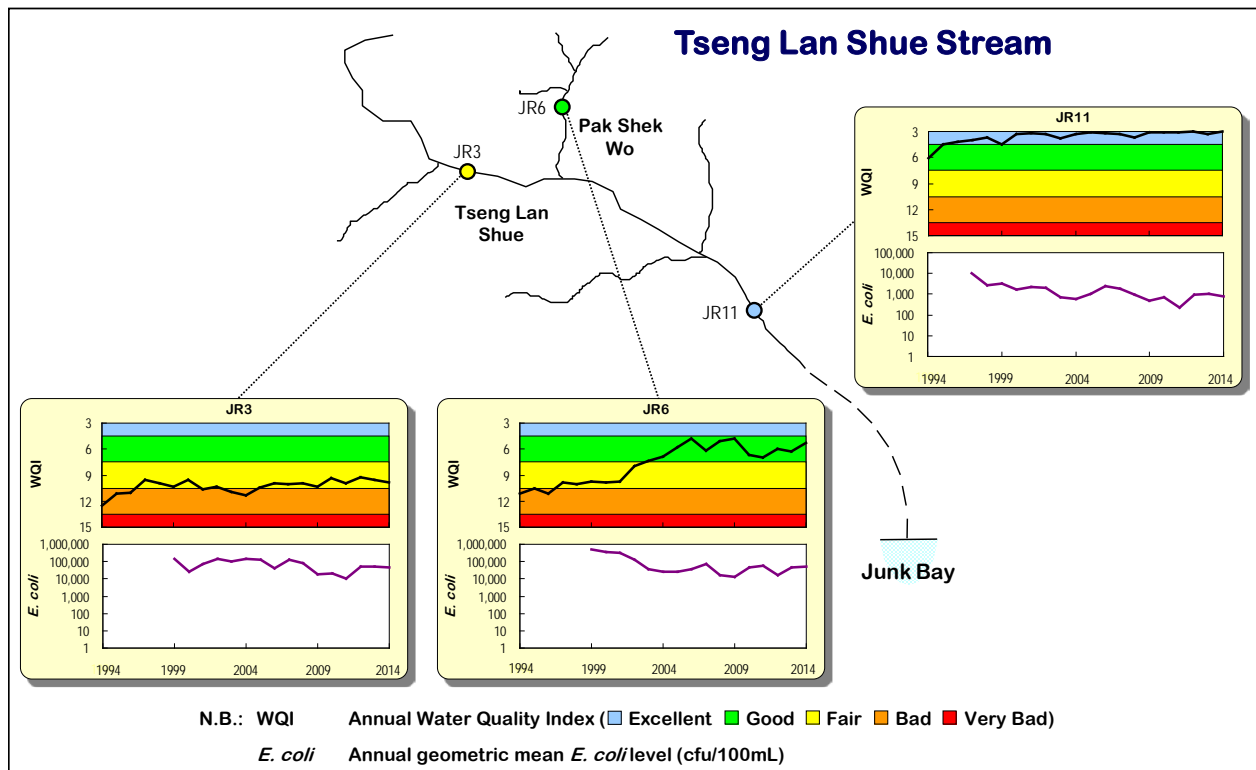 Tseng Lan Shue Stream
JR6
Pak Shek
Wo
JR3
Tseng Lan
Shue
JR11
Junk Bay
JR11
WQI
3
6
9
12
15
E. coli
100,000
10,000
1,000
100
10
1
1994 1999 2004 2009 2014
JR3
WQI
3
6
9
12
15
E. coli
1,000,000
100,000
10,000
1,000
100
10
1
1994 1999 2004 2009 2014
JR6
WQI
3
6
9
12
15
E. coli
1,000,000
100,000
10,000
1,000
100
10
1
1994 1999 2004 2009 2014
N.B.: WQI Annual Water Quality Index ( Excellent Good Fair Bad Very Bad)
E. coli Annual geometric mean E. coli level (cfu/100mL)